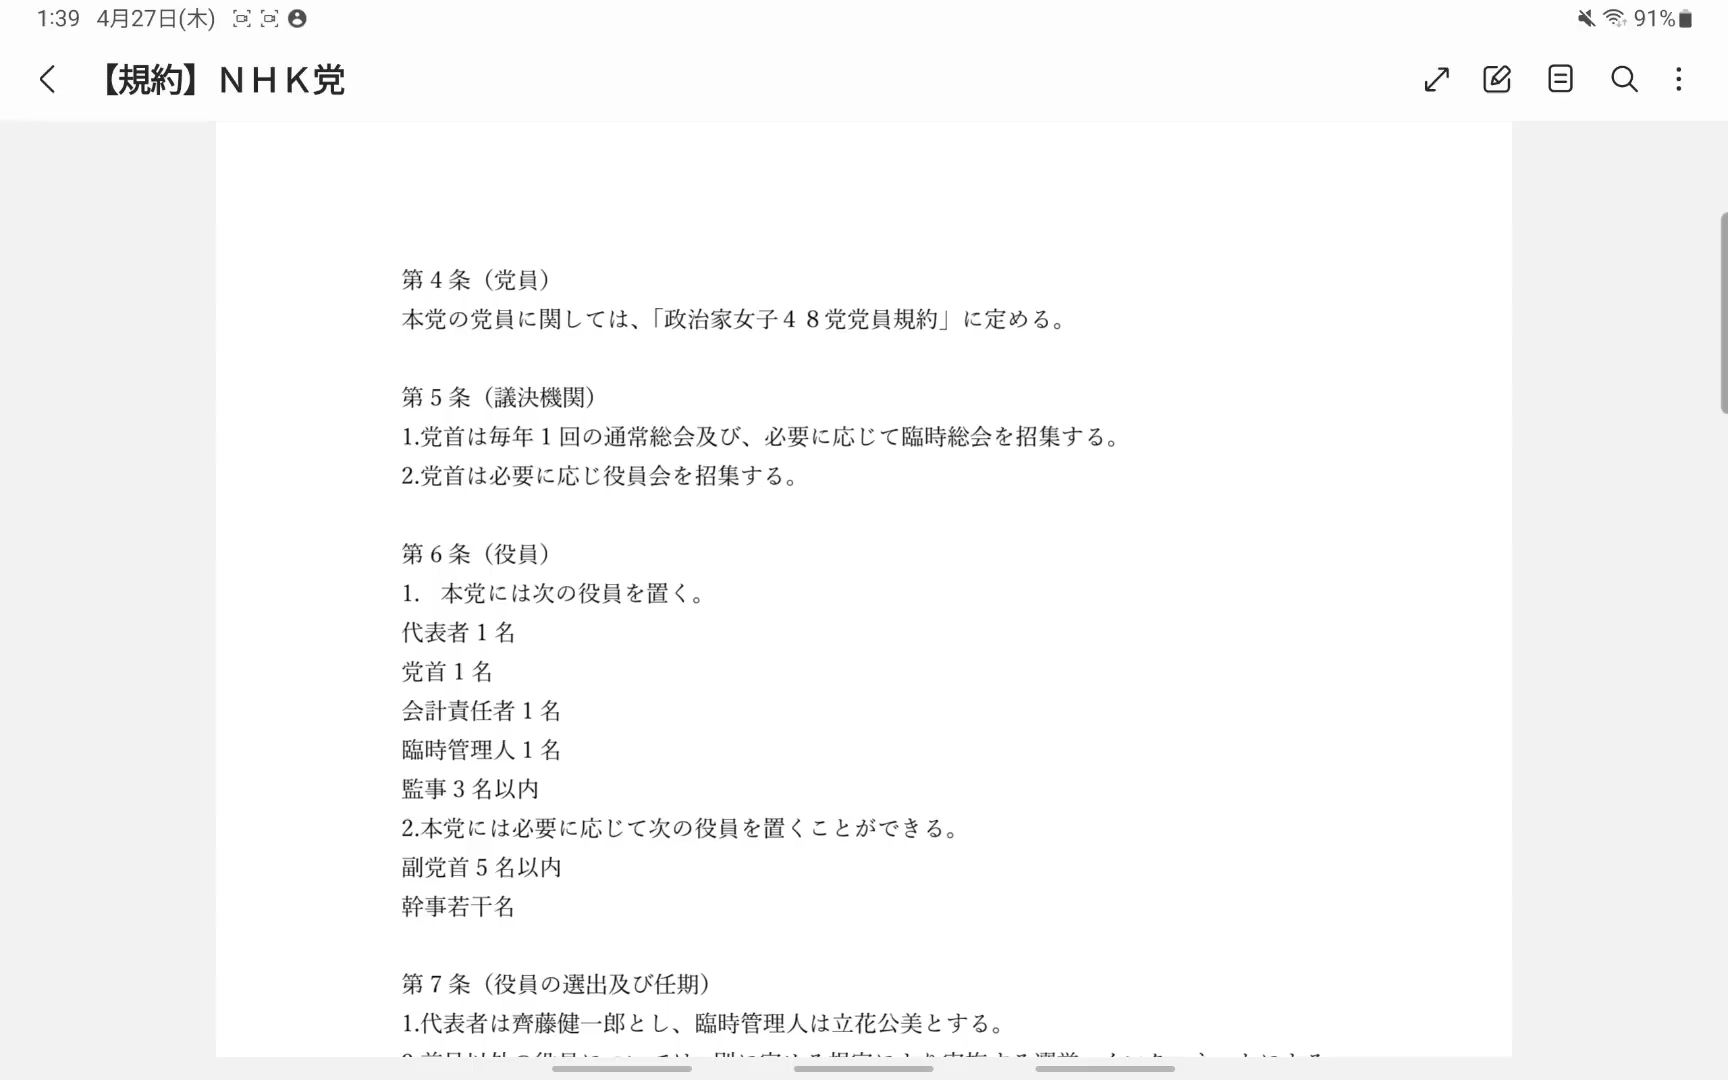 1:39 4月27日(木) 91%
【規約】ＮＨＫ党
第 4 条（党員）
本党の党員に関しては、「政治家女子４８党党員規約」に定める。
第 5 条（議決機関）
1.党首は毎年 1 回の通常総会及び、必要に応じて臨時総会を招集する。
2.党首は必要に応じ役員会を招集する。
第 6 条（役員）
1. 本党には次の役員を置く。
代表者 1 名
党首 1 名
会計責任者 1 名
臨時管理人 1 名
監事 3 名以内
2.本党には必要に応じて次の役員を置くことができる。
副党首 5 名以内
幹事若干名
第 7 条（役員の選出及び任期）
1.代表者は齊藤健一郎とし、臨時管理人は立花公美とする。